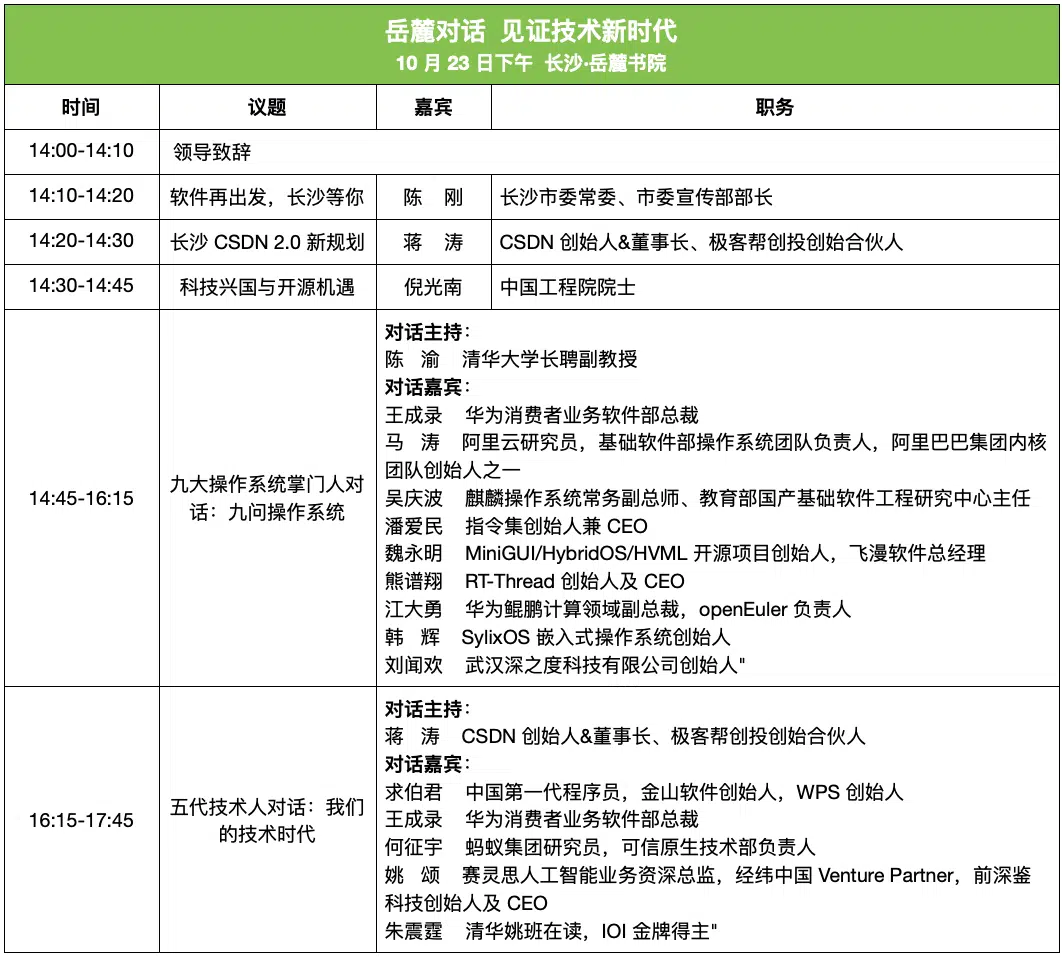 岳麓对话 见证技术新时代
10 月 23 日下午 长沙·岳麓书院
时间 议题 嘉宾 职务
14:00-14:10 领导致辞
14:10-14:20 软件再出发，长沙等你 陈 刚 长沙市委常委、市委宣传部部长
14:20-14:30 长沙 CSDN 2.0 新规划 蒋 涛 CSDN 创始人&董事长、极客帮创投创始合伙人
14:30-14:45 科技兴国与开源机遇 倪光南 中国工程院院士
14:45-16:15
九大操作系统掌门人对
话：九问操作系统
对话主持：
陈 渝 清华大学长聘副教授
对话嘉宾：
王成录 华为消费者业务软件部总裁
马 涛 阿里云研究员，基础软件部操作系统团队负责人，阿里巴巴集团内核
团队创始人之一
吴庆波 麒麟操作系统常务副总师、教育部国产基础软件工程研究中心主任
潘爱民 指令集创始人兼 CEO
魏永明 MiniGUI/HybridOS/HVML 开源项目创始人，飞漫软件总经理
熊谱翔 RT-Thread 创始人及 CEO
江大勇 华为鲲鹏计算领域副总裁，openEuler 负责人
韩 辉 SylixOS 嵌入式操作系统创始人
刘闻欢 武汉深之度科技有限公司创始人"
16:15-17:45
五代技术人对话：我们
的技术时代
对话主持：
蒋 涛 CSDN 创始人&董事长、极客帮创投创始合伙人
对话嘉宾：
求伯君 中国第一代程序员，金山软件创始人，WPS 创始人
王成录 华为消费者业务软件部总裁
何征宇 蚂蚁集团研究员，可信原生技术部负责人
姚 颂 赛灵思人工智能业务资深总监，经纬中国 Venture Partner，前深鉴
科技创始人及 CEO
朱震霆 清华姚班在读，IOI 金牌得主"